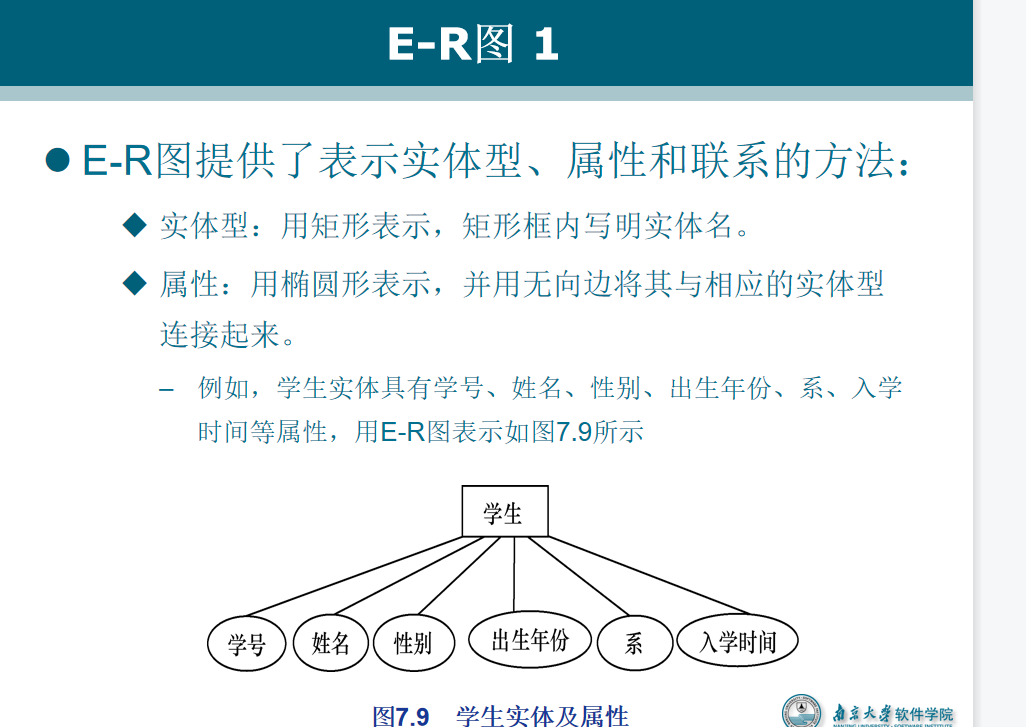 E-R图 1
E-R图提供了表示实体型、属性和联系的方法：
实体型：用矩形表示，矩形框内写明实体名。
属性：用椭圆形表示，并用无向边将其与相应的实体型
连接起来。
– 例如，学生实体具有学号、姓名、性别、出生年份、系、入学
时间等属性，用E-R图表示如图7.9所示
学生
学号 姓名 性别 出生年份 系 入学时间
图7.9 学生实体及属性
南京大学软件学院
NANJING UNIVERSITY · SOFTWARE INSTITUTE